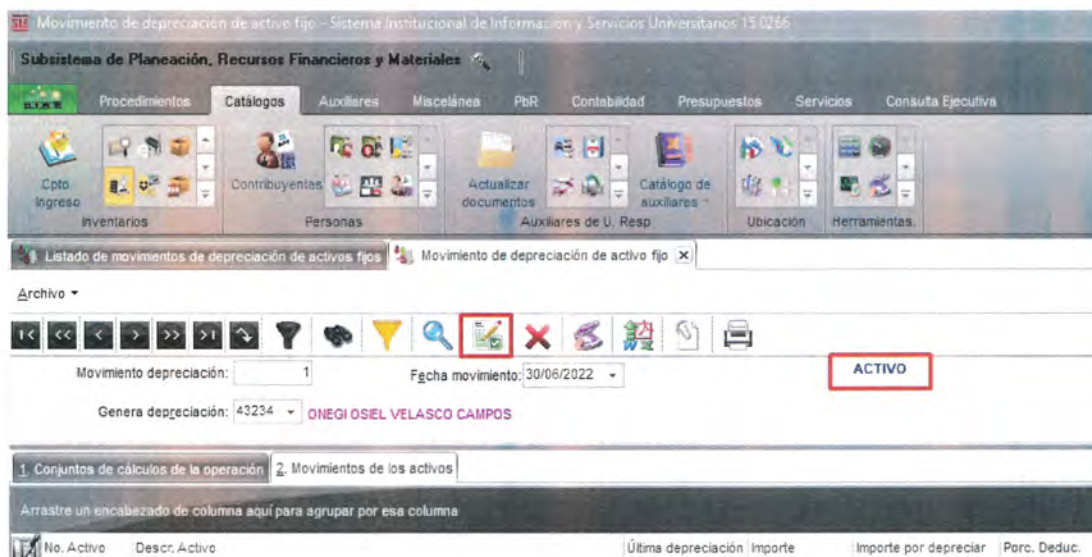 Movimiento de depreciación de activo fijo - Sistema Institucional de Información y Servicios Universitarios 15.0266
Subsistema de Planeación, Recursos Financieros y Materiales
S.I.I.S.U. Procedimientos Catálogos Auxiliares Miscelánea PbR Contabilidad Presupuestos Servicios Consulta Ejecutiva
Cpto. Ingreso Contribuyentes Actualizar documentos Catálogo de auxiliares
Inventarios Personas Auxiliares de U. Resp Ubicación Herramientas.
Listado de movimientos de depreciación de activos fijos Movimiento de depreciación de activo fijo
Archivo
Movimiento depreciación: 1 Fecha movimiento: 30/06/2022 ACTIVO
Genera depreciación: 43234 ONEGI OSIEL VELASCO CAMPOS
1. Conjuntos de cálculos de la operación 2. Movimientos de los activos
Arrastre un encabezado de columna aquí para agrupar por esa columna
No. Activo Descr. Activo Última depreciación Importe Importe por depreciar Porc. Deduc.